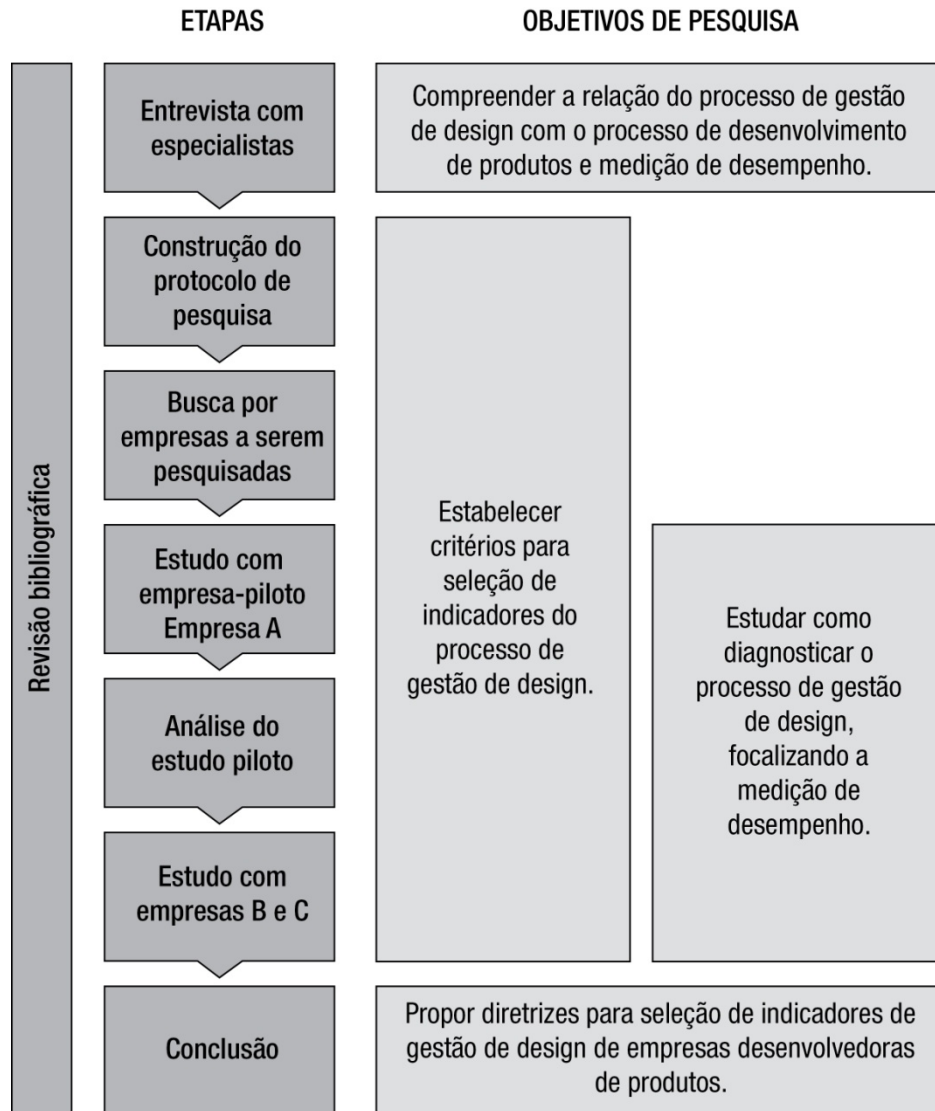 ETAPAS
OBJETIVOS DE PESQUISA
Revisão bibliográfica
Entrevista com
especialistas
Compreender a relação do processo de gestão
de design com o processo de desenvolvimento
de produtos e medição de desempenho.
Construção do
protocolo de
pesquisa
Busca por
empresas a serem
pesquisadas
Estudo com
empresa-piloto
Empresa A
Análise do
estudo piloto
Estudo com
empresas B e C
Estabelecer
critérios para
seleção de
indicadores do
processo de
gestão de design.
Estudar como
diagnosticar o
processo de gestão
de design,
focalizando a
medição de
desempenho.
Conclusão
Propor diretrizes para seleção de indicadores de
gestão de design de empresas desenvolvedoras
de produtos.